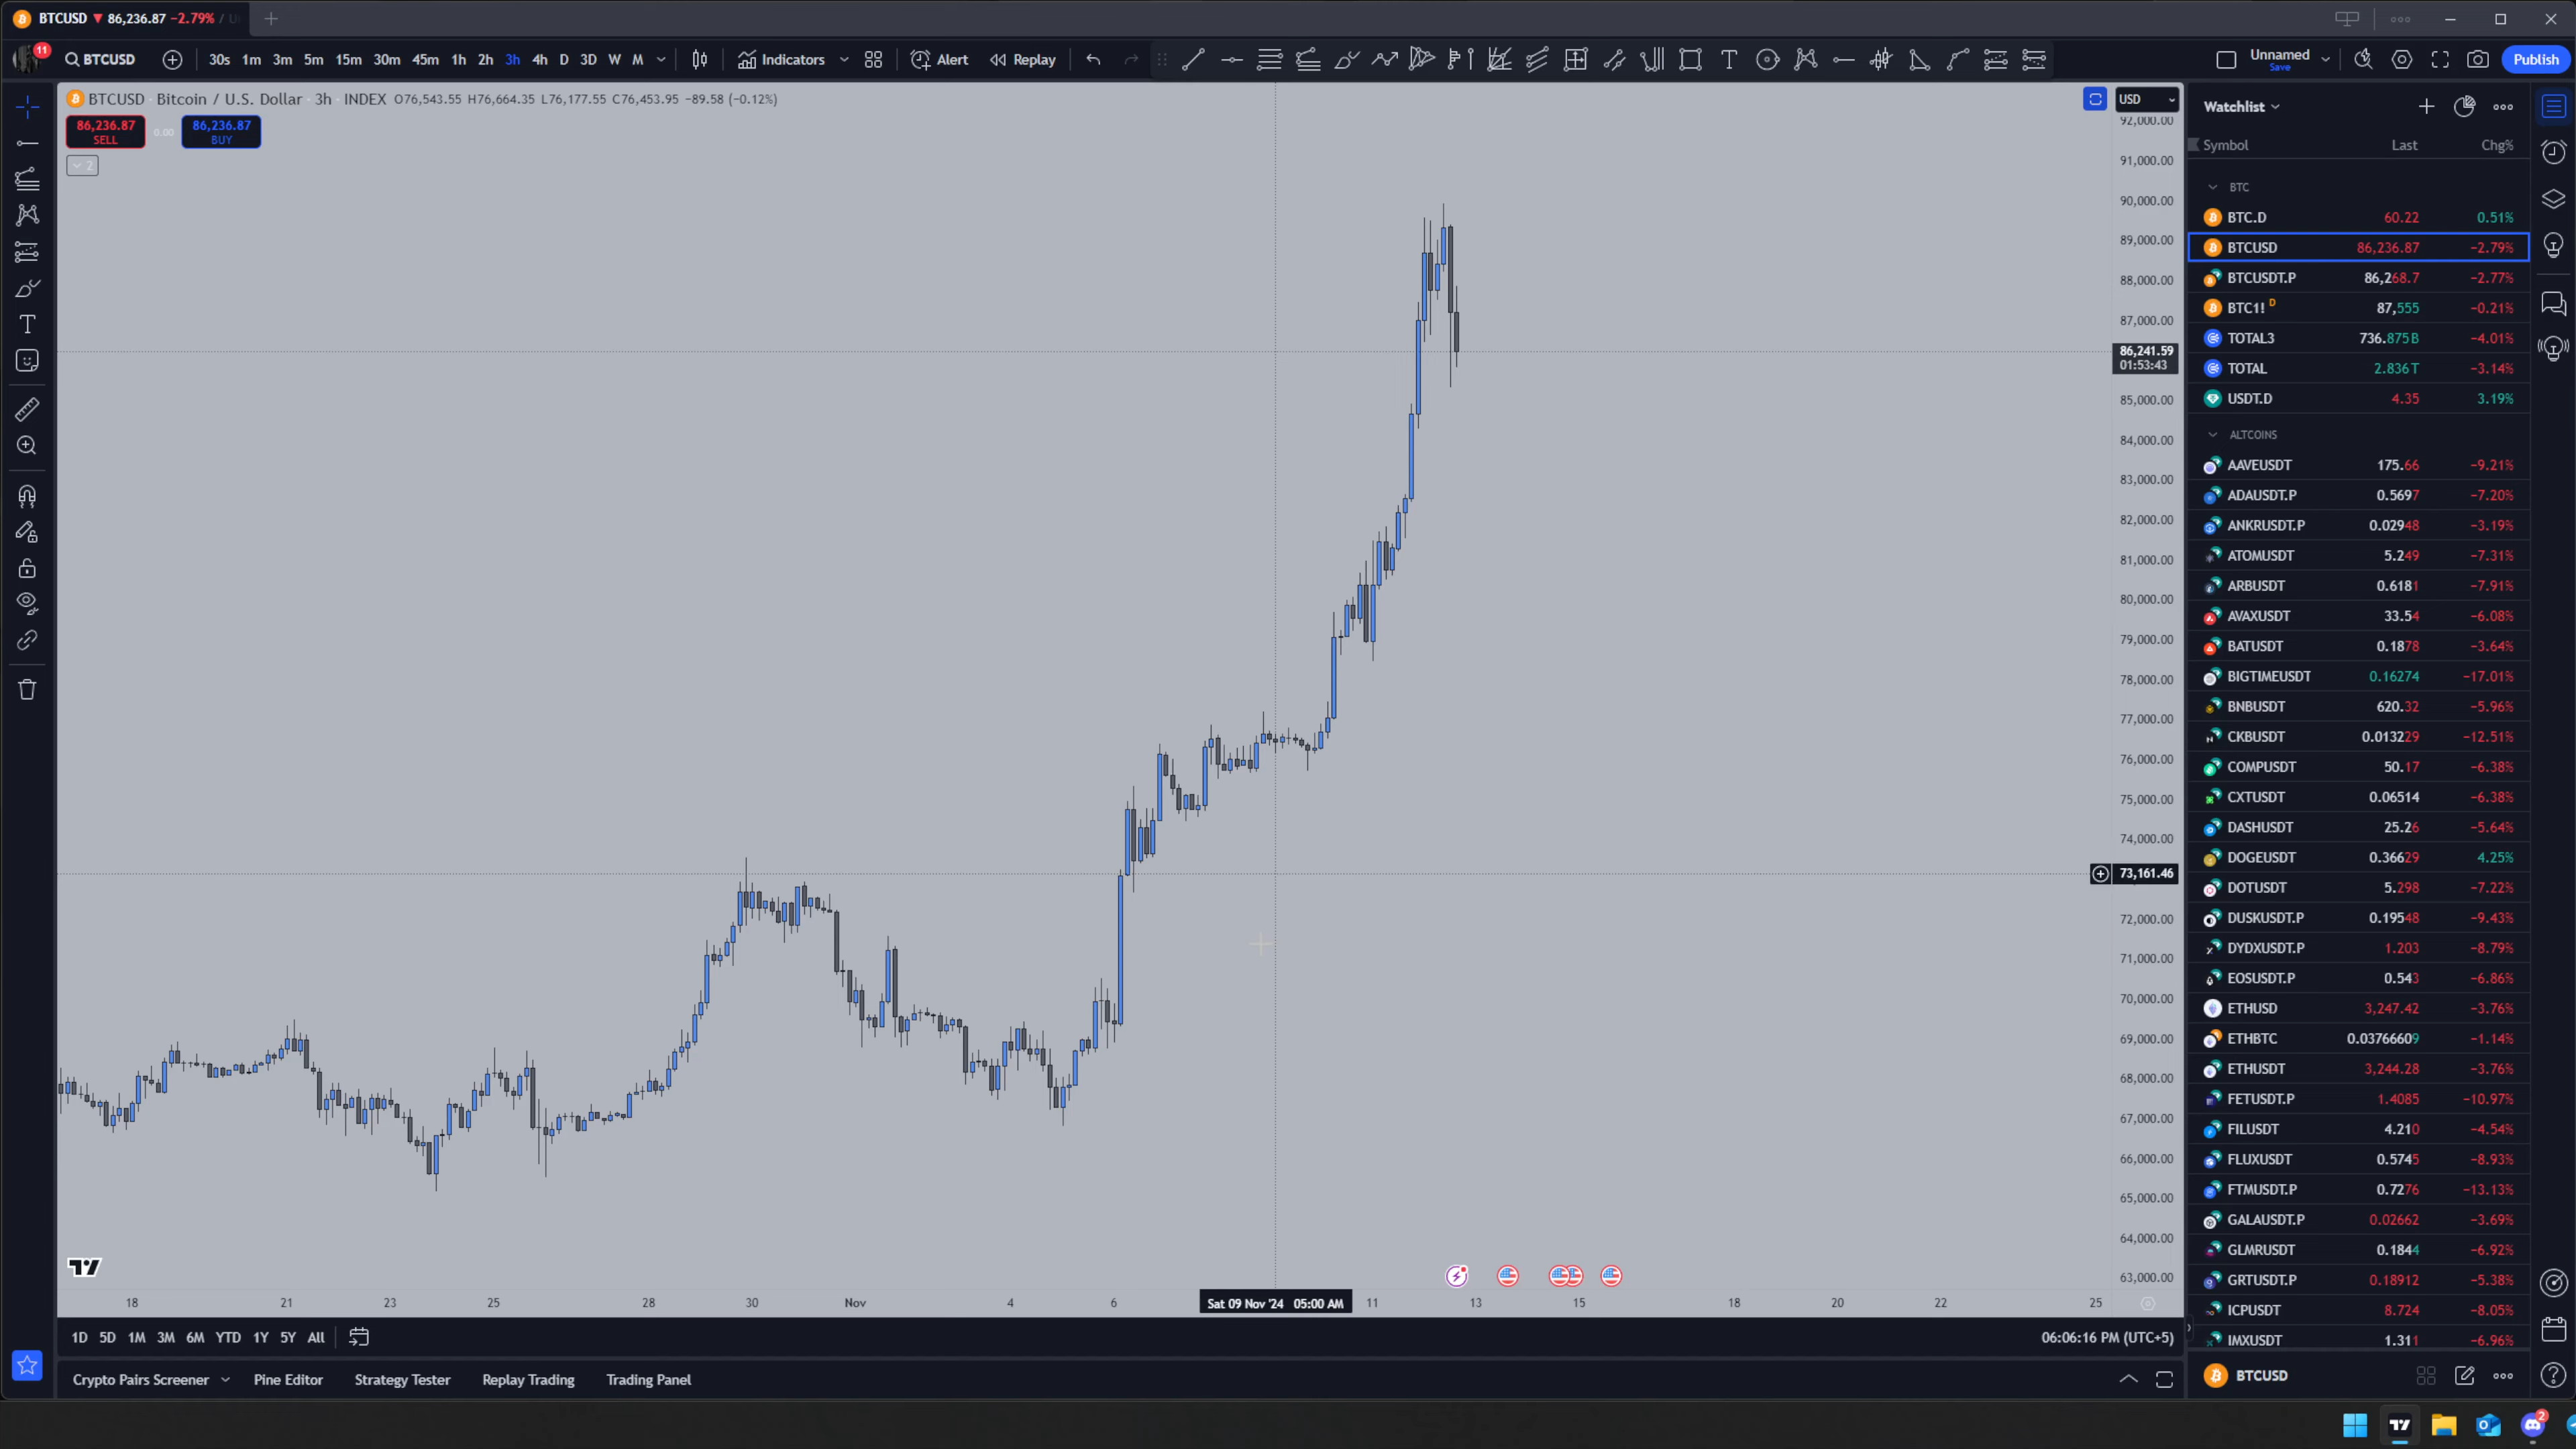 BTCUSD ▼ 86,236.87 −2.79% /
11
BTCUSD 30s 1m 3m 5m 15m 30m 45m 1h 2h 3h 4h D 3D W M Indicators Alert Replay Unnamed Save Publish
BTCUSD · Bitcoin / U.S. Dollar · 3h · INDEX O76,543.55 H76,664.35 L76,177.55 C76,453.95 −89.58 (−0.12%)
86,236.87 SELL 0.00 86,236.87 BUY
2
USD
92,000.00
91,000.00
90,000.00
89,000.00
88,000.00
87,000.00
86,241.59
01:53:43
85,000.00
84,000.00
83,000.00
82,000.00
81,000.00
80,000.00
79,000.00
78,000.00
77,000.00
76,000.00
75,000.00
74,000.00
73,161.46
72,000.00
71,000.00
70,000.00
69,000.00
68,000.00
67,000.00
66,000.00
65,000.00
64,000.00
63,000.00
18 21 23 25 28 30 Nov 4 6 Sat 09 Nov '24 05:00 AM 11 13 15 18 20 22 25
1D 5D 1M 3M 6M YTD 1Y 5Y All 06:06:16 PM (UTC+5)
Crypto Pairs Screener Pine Editor Strategy Tester Replay Trading Trading Panel
Watchlist
Symbol Last Chg%
BTC
BTC.D 60.22 0.51%
BTCUSD 86,236.87 −2.79%
BTCUSDT.P 86,268.7 −2.77%
BTC1! D 87,555 −0.21%
TOTAL3 736.875B −4.01%
TOTAL 2.836T −3.14%
USDT.D 4.35 3.19%
ALTCOINS
AAVEUSDT 175.66 −9.21%
ADAUSDT.P 0.5697 −7.20%
ANKRUSDT.P 0.02948 −3.19%
ATOMUSDT 5.249 −7.31%
ARBUSDT 0.6181 −7.91%
AVAXUSDT 33.54 −6.08%
BATUSDT 0.1878 −3.64%
BIGTIMEUSDT 0.16274 −17.01%
BNBUSDT 620.32 −5.96%
CKBUSDT 0.013229 −12.51%
COMPUSDT 50.17 −6.38%
CXTUSDT 0.06514 −6.38%
DASHUSDT 25.26 −5.64%
DOGEUSDT 0.36629 4.25%
DOTUSDT 5.298 −7.22%
DUSKUSDT.P 0.19548 −9.43%
DYDXUSDT.P 1.203 −8.79%
EOSUSDT.P 0.543 −6.86%
ETHUSD 3,247.42 −3.76%
ETHBTC 0.03766609 −1.14%
ETHUSDT 3,244.28 −3.76%
FETUSDT.P 1.4085 −10.97%
FILUSDT 4.210 −4.54%
FLUXUSDT 0.5745 −8.93%
FTMUSDT.P 0.7276 −13.13%
GALAUSDT.P 0.02662 −3.69%
GLMRUSDT 0.1844 −6.92%
GRTUSDT.P 0.18912 −5.38%
ICPUSDT 8.724 −8.05%
IMXUSDT 1.311 −6.96%
BTCUSD
2